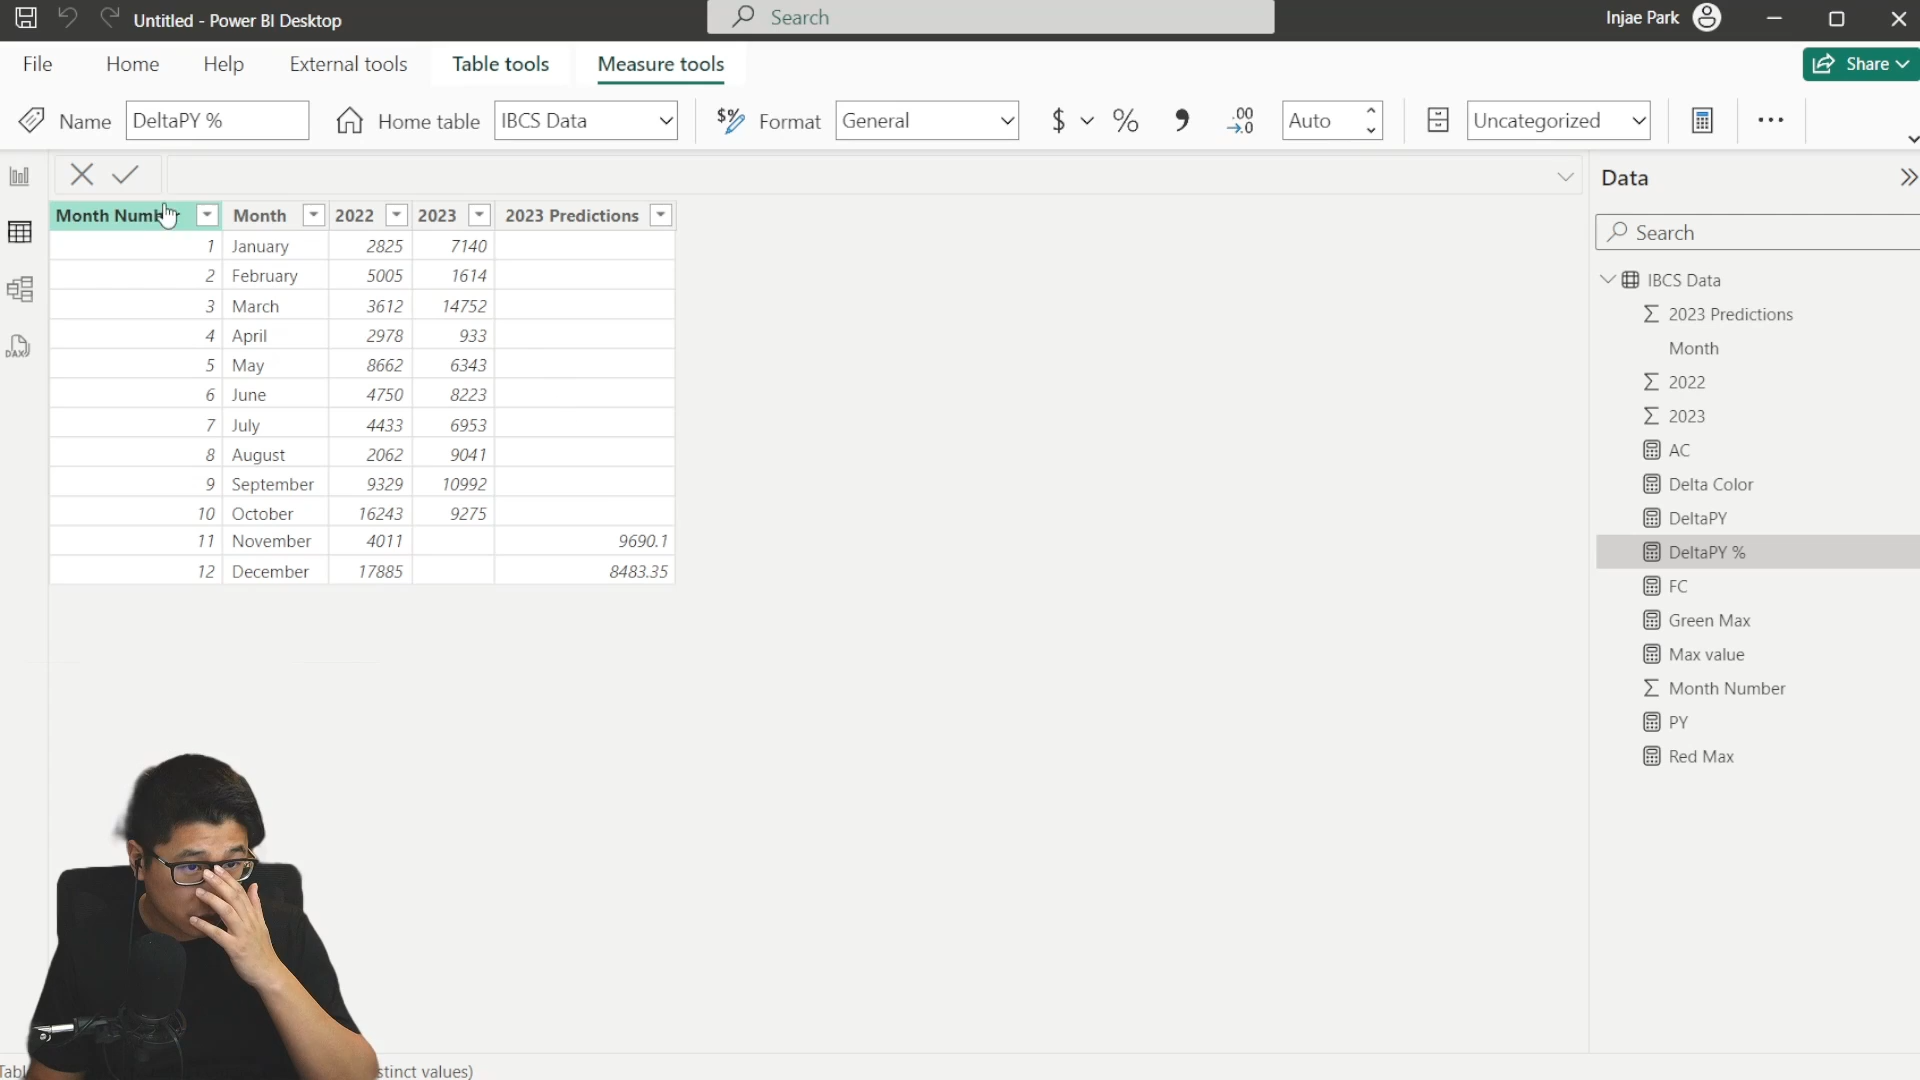 Untitled - Power BI Desktop
Search
Injae Park
File
Home
Help
External tools
Table tools
Measure tools
Share
Name
DeltaPY %
Home table
IBCS Data
$%
Format
General
$
%
,
.00
→.0
Auto
Uncategorized
...
Data
Search
DAX
Month Month 2022 2023 2023 Predictions
1 January 2825 7140
2 February 5005 1614
3 March 3612 14752
4 April 2978 933
5 May 8662 6343
6 June 4750 8223
7 July 4433 6953
8 August 2062 9041
9 September 9329 10992
10 October 16243 9275
11 November 4011 9690.1
12 December 17885 8483.35
IBCS Data
Σ 2023 Predictions
Month
Σ 2022
Σ 2023
AC
Delta Color
DeltaPY
DeltaPY %
FC
Green Max
Max value
Σ Month Number
PY
Red Max
values)